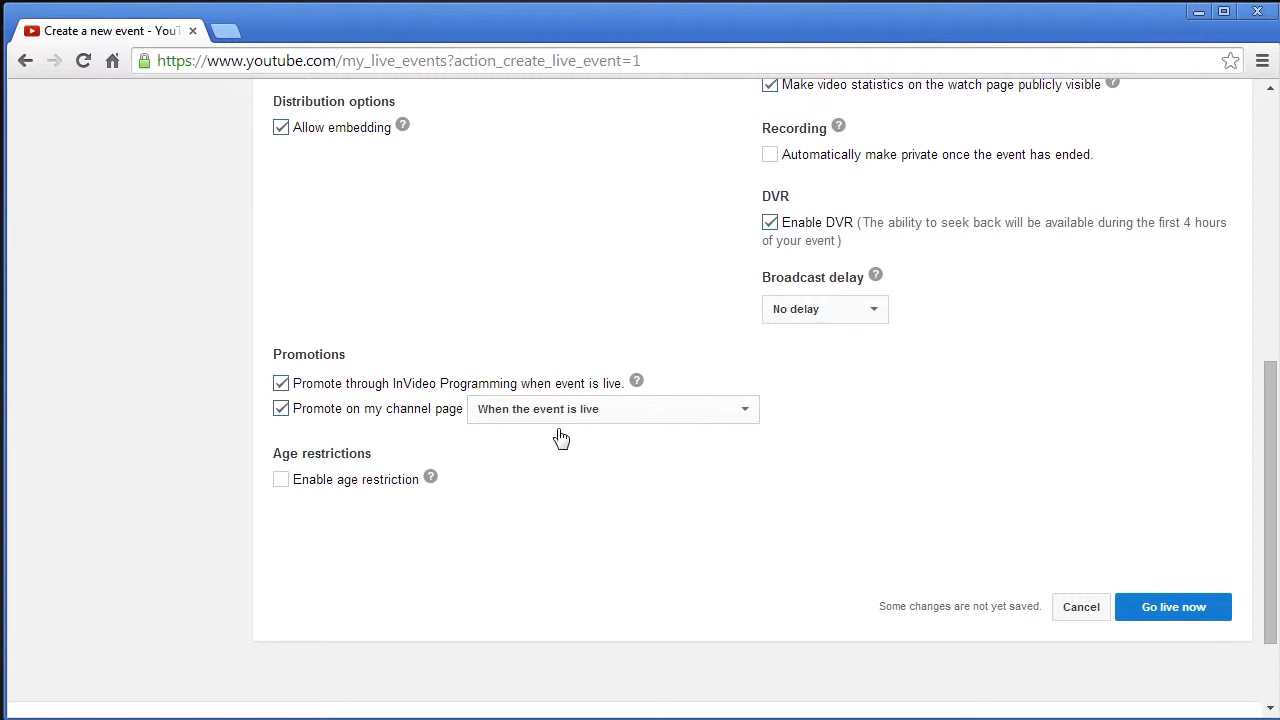 Create a new event - YouT
https://www.youtube.com/my_live_events?action_create_live_event=1
Make video statistics on the watch page publicly visible ?
Distribution options
Allow embedding ?
Recording ?
Automatically make private once the event has ended.
DVR
Enable DVR (The ability to seek back will be available during the first 4 hours
of your event)
Broadcast delay ?
No delay
Promotions
Promote through InVideo Programming when event is live. ?
Promote on my channel page When the event is live
Age restrictions
Enable age restriction ?
Some changes are not yet saved. Cancel Go live now